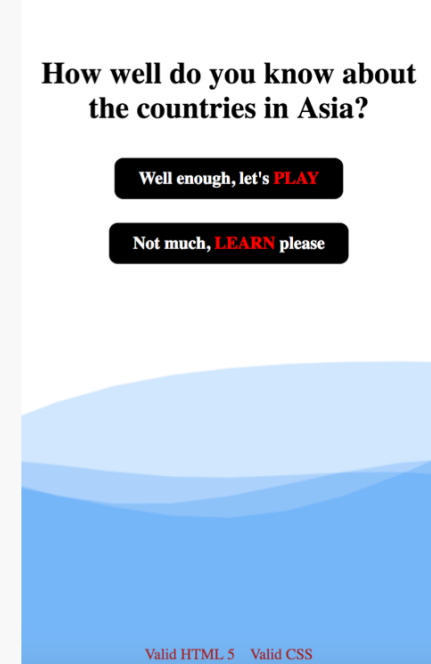 How well do you know about
the countries in Asia?
Well enough, let's PLAY
Not much, LEARN please
Valid HTML 5 Valid CSS